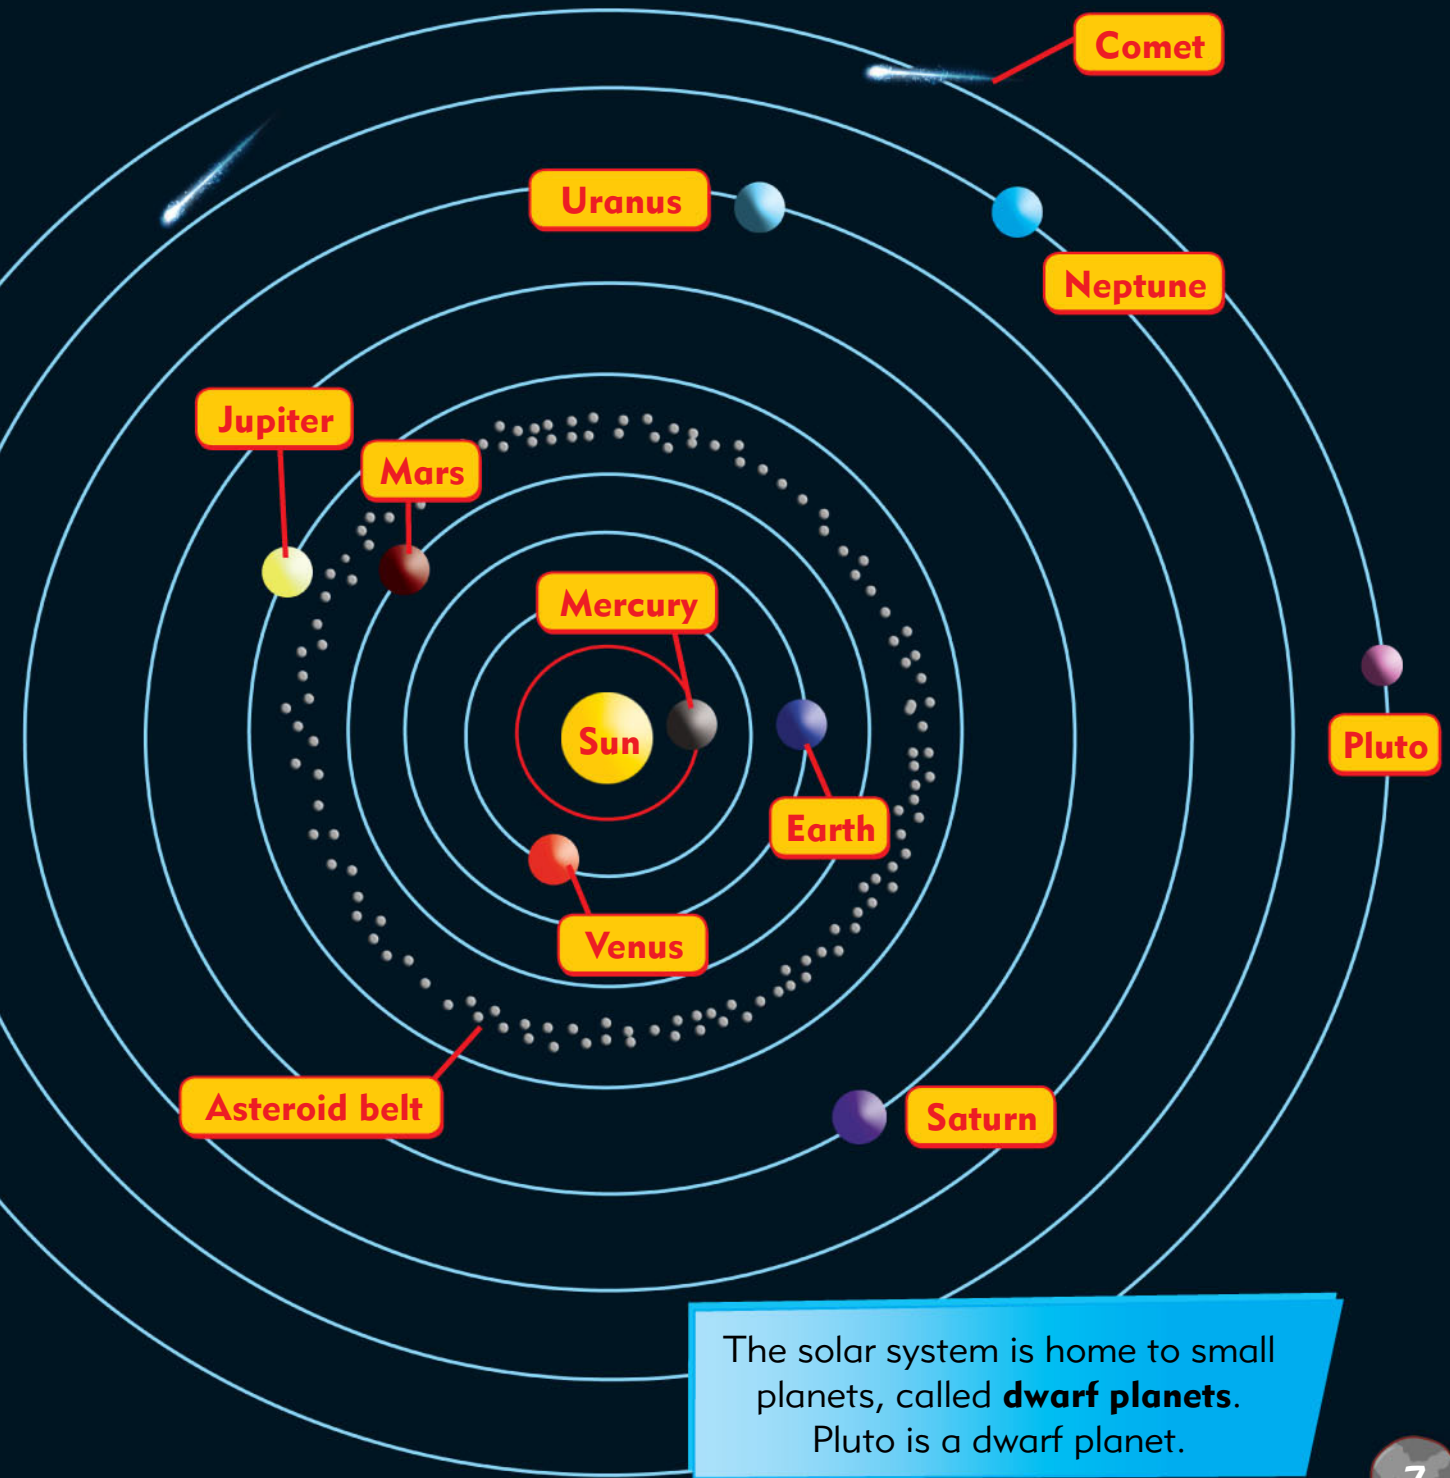 Comet
Uranus
Neptune
Jupiter
Mars
Mercury
Sun
Pluto
Earth
Venus
Asteroid belt
Saturn
The solar system is home to small
planets, called dwarf planets.
Pluto is a dwarf planet.
7